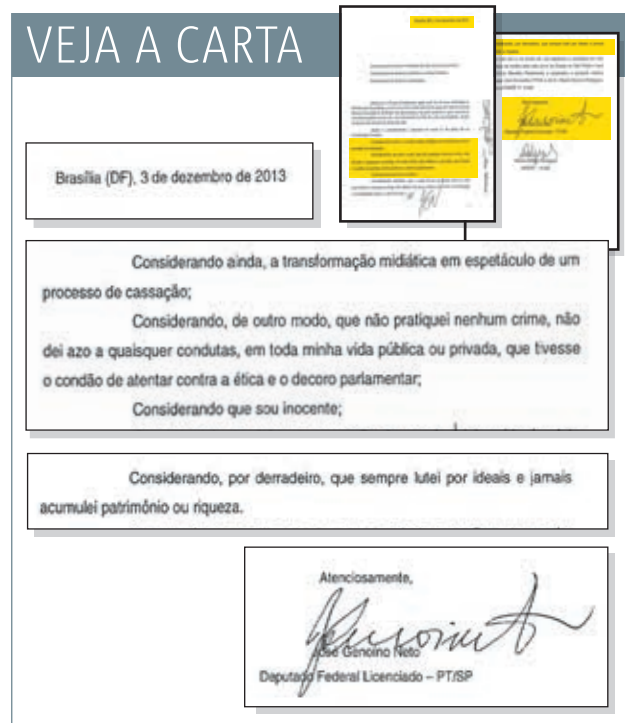 VEJA A CARTA
Brasília (DF), 3 de dezembro de 2013
Considerando ainda, a transformação midiática em espetáculo de um
processo de cassação;
Considerando, de outro modo, que não pratiquei nenhum crime, não
dei azo a quaisquer condutas, em toda minha vida pública ou privada, que tivesse
o condão de atentar contra a ética e o decoro parlamentar;
Considerando que sou inocente;
Considerando, por derradeiro, que sempre lutei por ideais e jamais
acumulei patrimônio ou riqueza.
Atenciosamente,
José Genoino Neto
Deputado Federal Licenciado – PT/SP